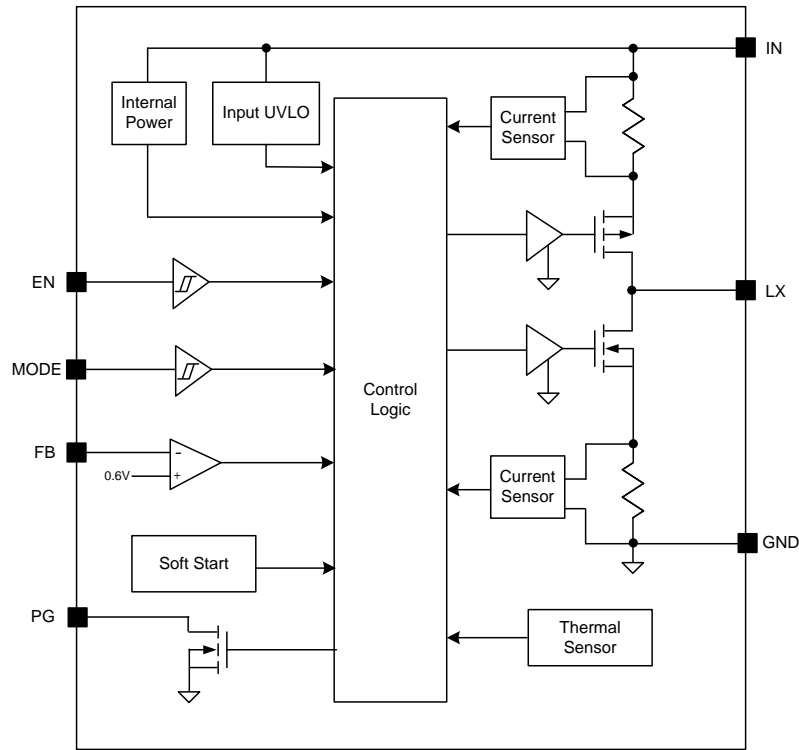 IN
Internal
Power
Input UVLO
Current
Sensor
EN
LX
MODE
Control
Logic
FB
-
0.6V
+
Current
Sensor
GND
Soft Start
PG
Thermal
Sensor